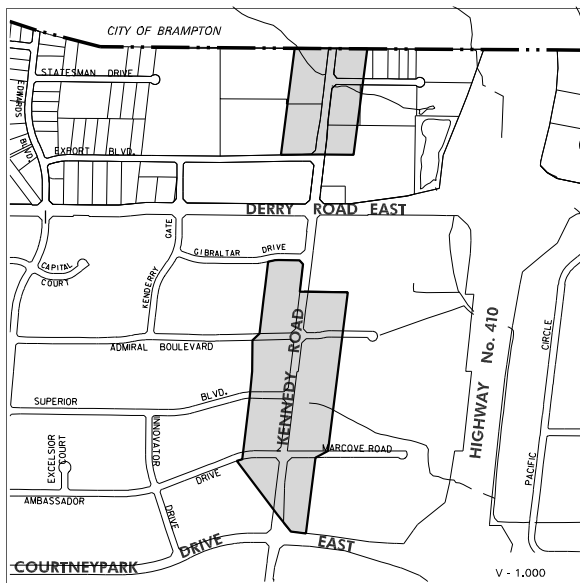 CITY OF BRAMPTON
STATESMAN DRIVE
EDWARDS
BLVD.
EXPORT BLVD.
DERRY ROAD EAST
GATE
GIBRALTAR DRIVE
CAPITAL
COURT
KENDERRY
ADMIRAL BOULEVARD
KENNEDY ROAD
HIGHWAY No. 410
CIRCLE
SUPERIOR BLVD.
EXCELSIOR
COURT
INNOVATOR
MARCOVE ROAD
PACIFIC
AMBASSADOR DRIVE
DRIVE
COURTNEYPARK DRIVE EAST
V - 1.000